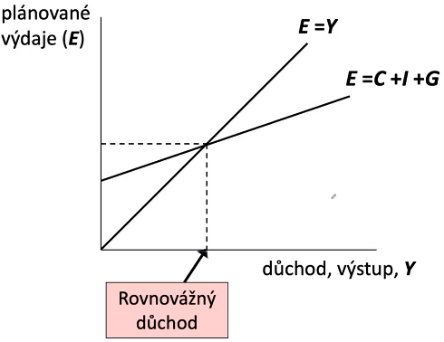 plánované
výdaje (E)
E =Y
E =C +I +G
důchod, výstup, Y
Rovnovážný
důchod